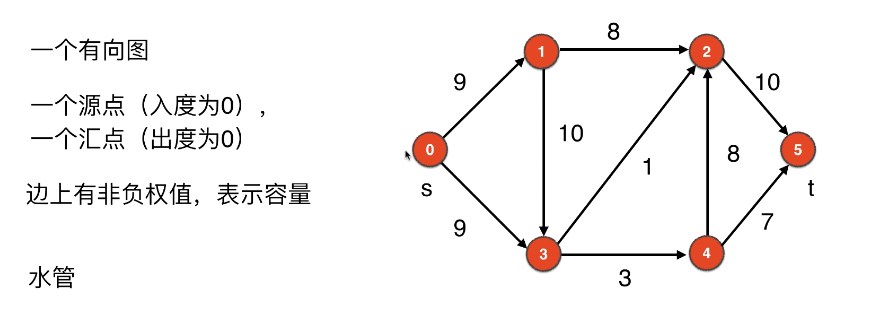 一个有向图
一个源点（入度为0），
一个汇点（出度为0）
边上有非负权值，表示容量
水管
8
1
2
9
10
10
0
5
1
8
s
t
9
7
3
4
3